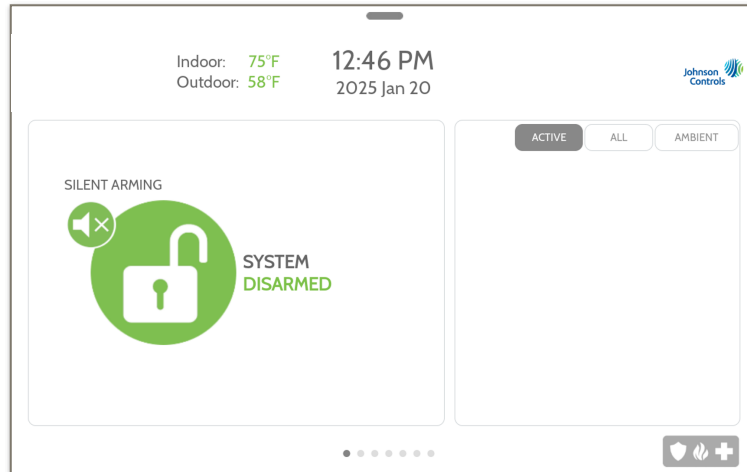 Indoor: 75°F
Outdoor: 58°F
12:46 PM
2025 Jan 20
Johnson
Controls
ACTIVE
ALL
AMBIENT
SILENT ARMING
SYSTEM
DISARMED